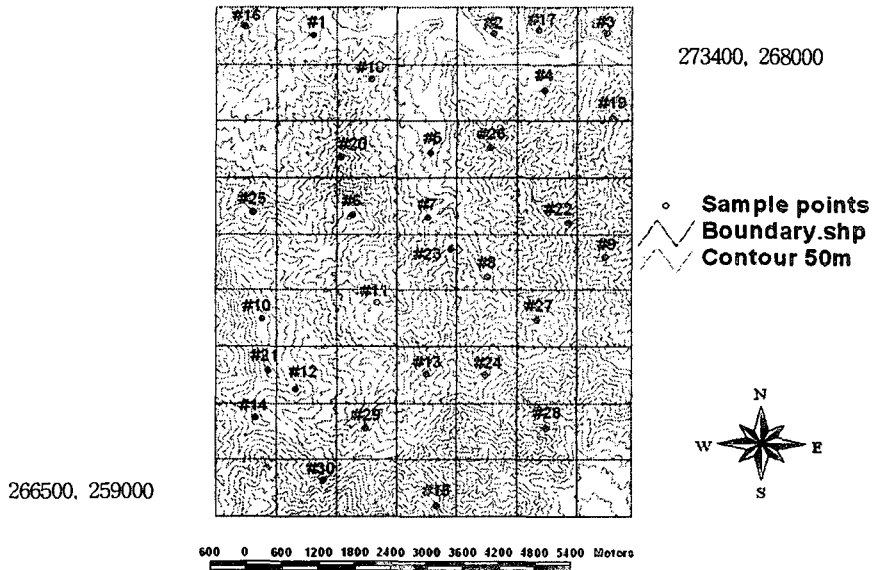 #16 #1 #2 #17 #3
273400, 268000
#4
#19
#26
#20 #5
#25 #6 #7 #22
Sample points
Boundary.shp
Contour 50m
#23 #8 #9
#10 #11 #27
#21 #12 #13 #24
#14 #29 #28
#30
N
W E
S
266500, 259000
600 0 600 1200 1800 2400 3000 3600 4200 4800 5400 Meters